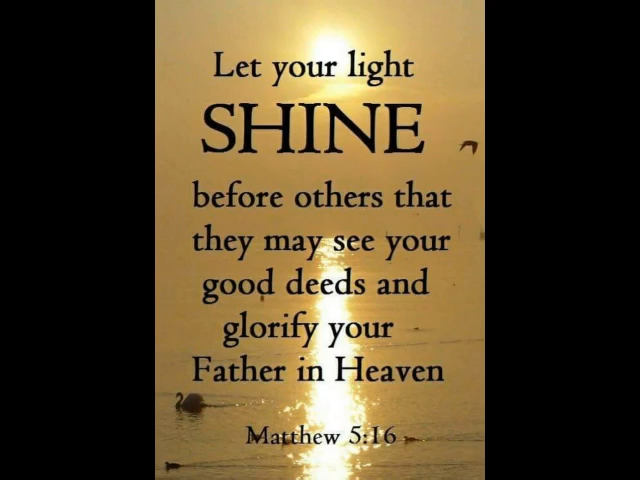 Let your light
SHINE
before others that
they may see your
good deeds and
glorify your
Father in Heaven
Matthew 5:16